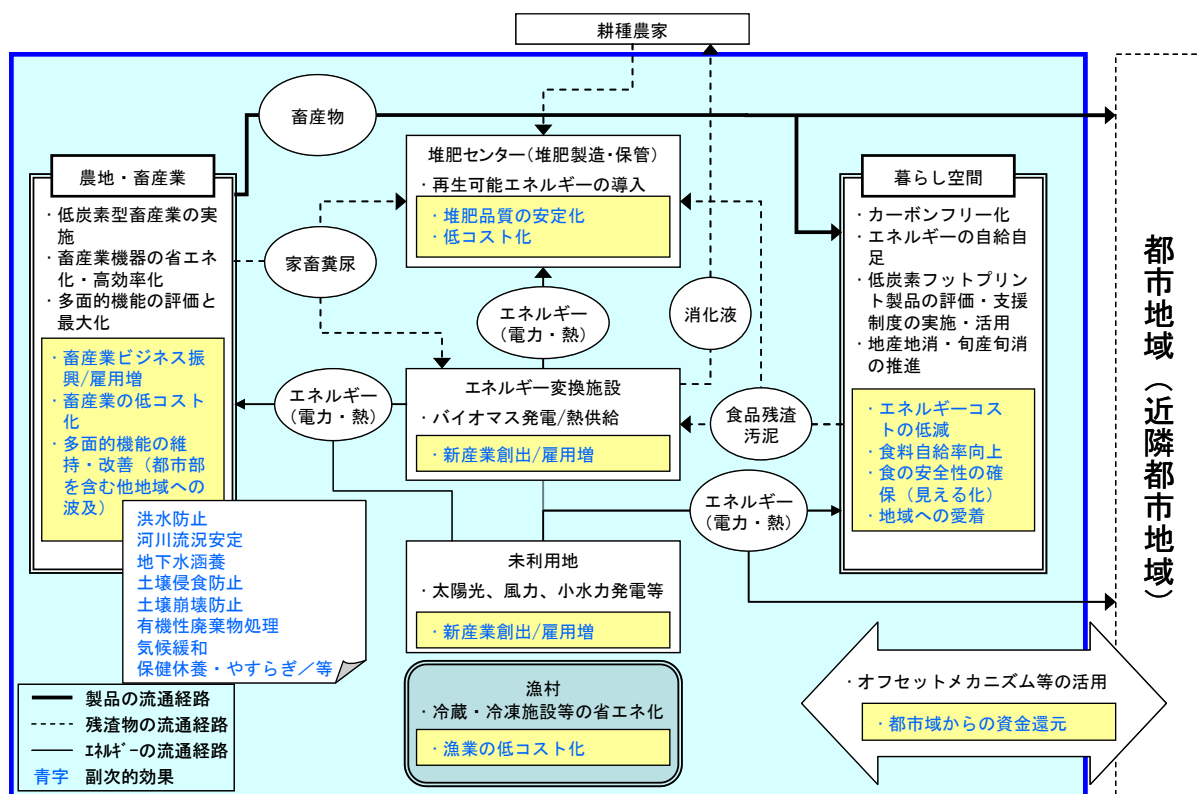 耕種農家
畜産物
農地・畜産業
・低炭素型畜産業の実
施
・畜産業機器の省エネ
化・高効率化
・多面的機能の評価と
最大化
・畜産業ビジネス振
興/雇用増
・畜産業の低コスト
化
・多面的機能の維
持・改善（都市部
を含む他地域への
波及）
洪水防止
河川流況安定
地下水涵養
土壌侵食防止
土壌崩壊防止
有機性廃棄物処理
気候緩和
保健休養・やすらぎ／等
家畜糞尿
堆肥センター（堆肥製造・保管）
・再生可能エネルギーの導入
・堆肥品質の安定化
・低コスト化
エネルギー
（電力・熱）
消化液
エネルギー
（電力・熱）
エネルギー変換施設
・バイオマス発電/熱供給
・新産業創出/雇用増
食品残渣
汚泥
エネルギー
（電力・熱）
未利用地
・太陽光、風力、小水力発電等
・新産業創出/雇用増
漁村
・冷蔵・冷凍施設等の省エネ化
・漁業の低コスト化
暮らし空間
・カーボンフリー化
・エネルギーの自給自
足
・低炭素フットプリ
ント製品の評価・支援
制度の実施・活用
・地産地消・旬産旬消
の推進
・エネルギーコス
トの低減
・食料自給率向上
・食の安全性の確
保（見える化）
・地域への愛着
都市地域（近隣都市地域）
・オフセットメカニズム等の活用
・都市域からの資金還元
製品の流通経路
残渣物の流通経路
ｴﾈﾙｷﾞｰの流通経路
青字 副次的効果